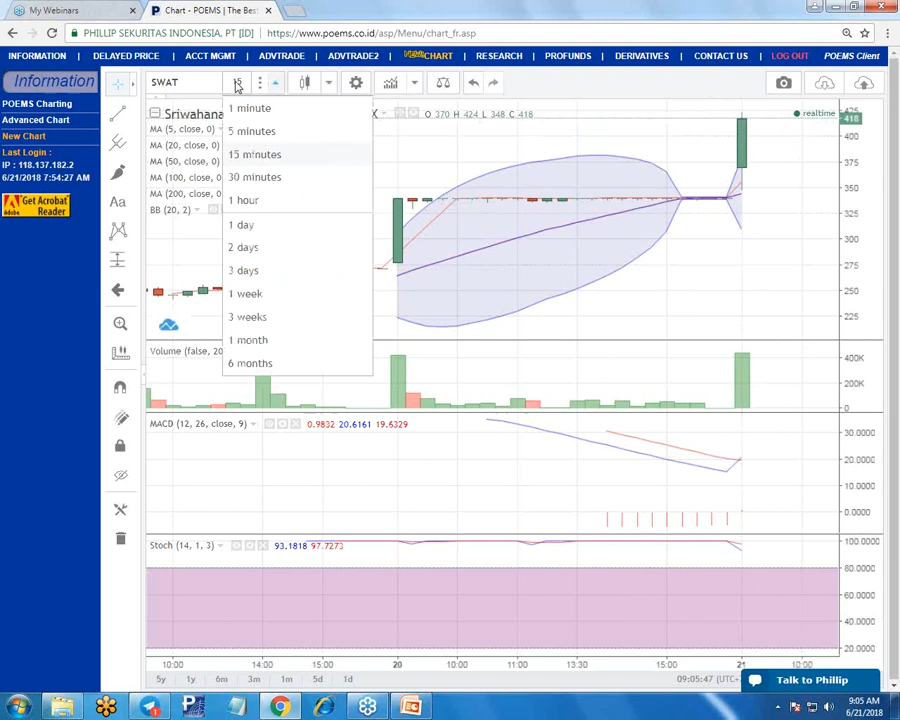 My Webinars
Chart - POEMS | The Bes
PHILLIP SEKURITAS INDONESIA, PT [ID]
https://www.poems.co.id/asp/Menu/chart_fr.asp
INFORMATION
DELAYED PRICE
ACCT MGMT
ADVTRADE
ADVTRADE2
CHART
RESEARCH
PROFUNDS
DERIVATIVES
CONTACT US
LOG OUT
POEMS Client
Information
POEMS Charting
Advanced Chart
New Chart
Last Login :
IP : 118.137.182.2
6/21/2018 7:54:27AM
Get Acrobat
Reader
SWAT
15
1 minute
5 minutes
15 minutes
30 minutes
1 hour
1 day
2 days
3 days
1 week
3 weeks
1 month
6 months
Sriwahana
O 370 H 424 L 348 C 418
realtime
MA (5, close, 0)
MA (20, close, 0)
MA (50, close, 0)
MA (100, close, 0)
MA (200, close, 0)
BB (20, 2)
425
418
400
375
350
325
300
275
250
225
Volume (false, 20
400K
200K
0
MACD (12, 26, close, 9)
0.9832 20.6161 19.6329
30.0000
20.0000
10.0000
0.0000
Stoch (14, 1, 3)
93.1818 97.7273
100.0000
80.0000
60.0000
40.0000
20.0000
10:00
14:00
15:00
20
10:00
11:00
13:30
15:00
21
10:00
5y
1y
6m
3m
1m
5d
1d
09:05:47 (UTC+
Talk to Phillip
9:05 AM
6/21/2018